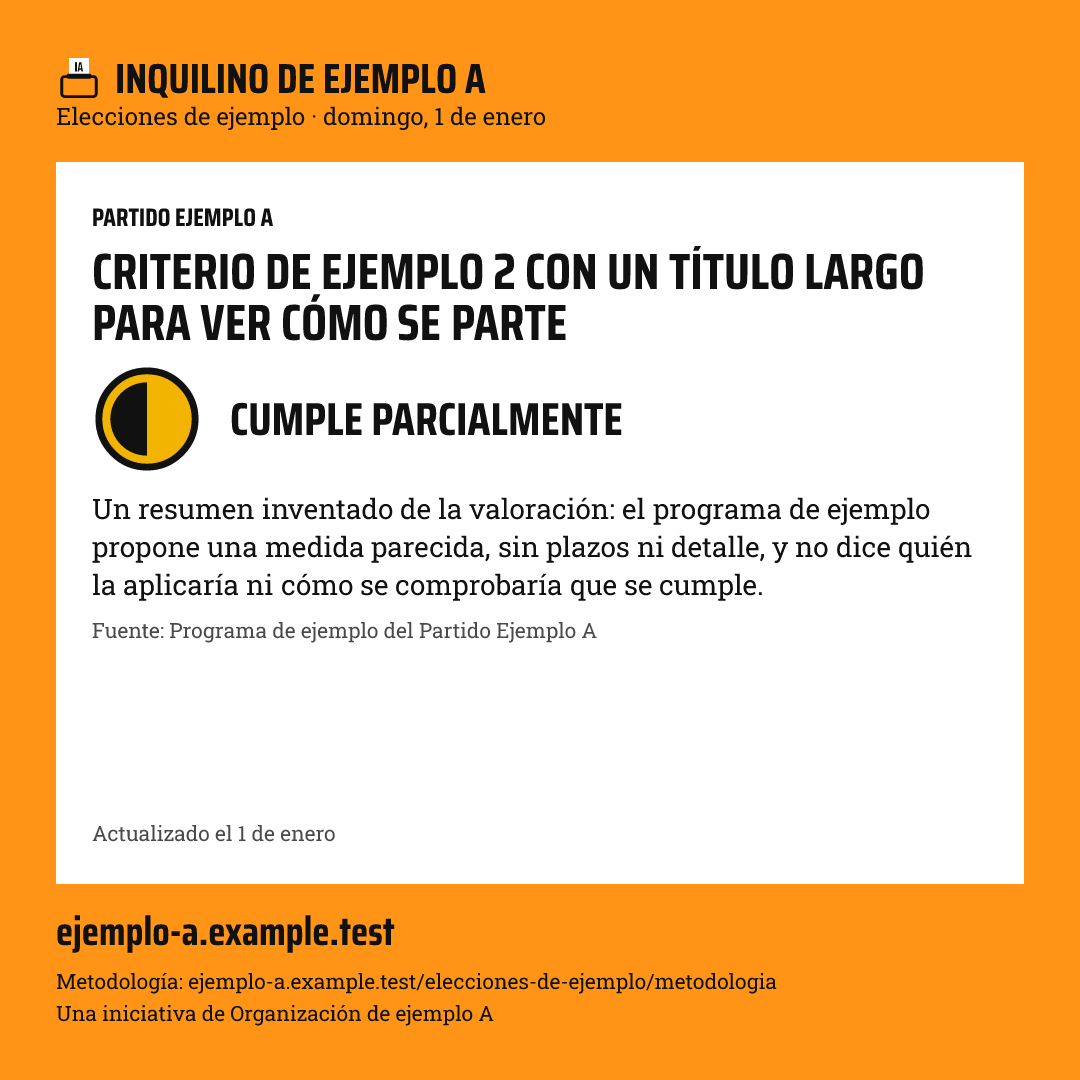 IA
INQUILINO DE EJEMPLO A
Elecciones de ejemplo · domingo, 1 de enero
PARTIDO EJEMPLO A
CRITERIO DE EJEMPLO 2 CON UN TÍTULO LARGO
PARA VER CÓMO SE PARTE
CUMPLE PARCIALMENTE
Un resumen inventado de la valoración: el programa de ejemplo
propone una medida parecida, sin plazos ni detalle, y no dice quién
la aplicaría ni cómo se comprobaría que se cumple.
Fuente: Programa de ejemplo del Partido Ejemplo A
Actualizado el 1 de enero
ejemplo-a.example.test
Metodología: ejemplo-a.example.test/elecciones-de-ejemplo/metodologia
Una iniciativa de Organización de ejemplo A